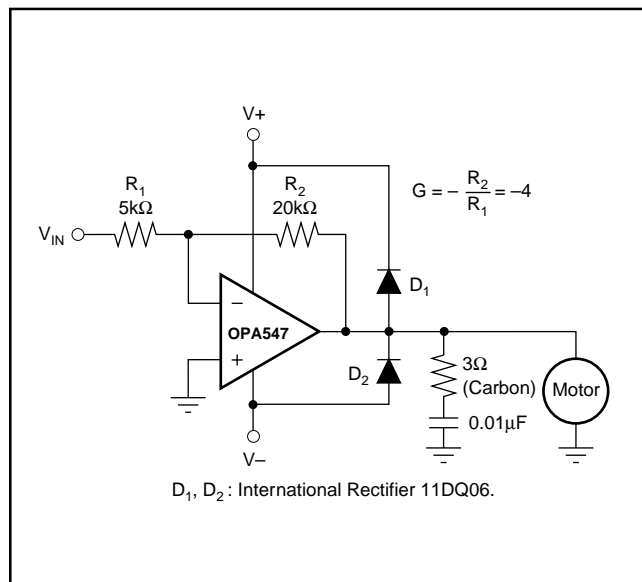 V+
R1
5kΩ
R2
20kΩ
G = – R2/R1 = –4
VIN
D1
–
OPA547
+
D2
3Ω
(Carbon)
Motor
0.01µF
V–
D1, D2 : International Rectifier 11DQ06.